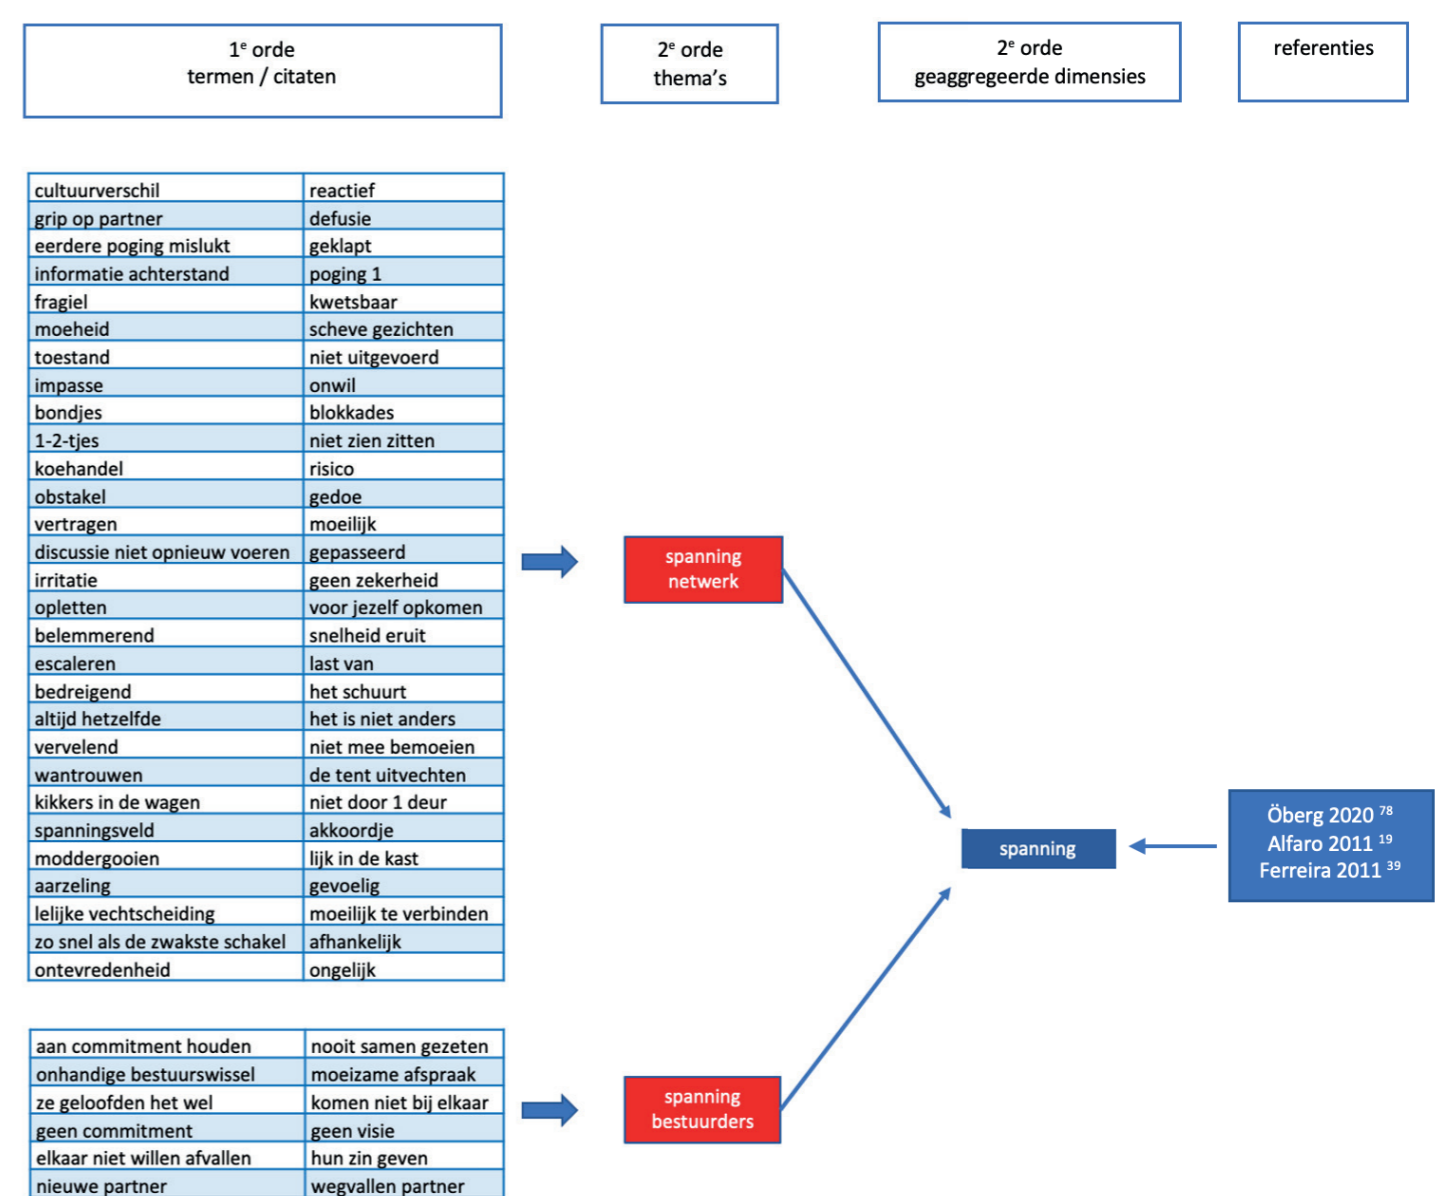 1e orde
termen / citaten
2e orde
thema's
2e orde
geaggregeerde dimensies
referenties
cultuurverschil reactief
grip op partner defusie
eerdere poging mislukt geklapt
informatie achterstand poging 1
fragiel kwetsbaar
moeheid scheve gezichten
toestand niet uitgevoerd
impasse onwil
bondjes blokkades
1-2-tjes niet zien zitten
koehandel risico
obstakel gedoe
vertragen moeilijk
discussie niet opnieuw voeren gepasseerd
irritatie geen zekerheid
opletten voor jezelf opkomen
belemmerend snelheid eruit
escaleren last van
bedreigend het schuurt
altijd hetzelfde het is niet anders
vervelend niet mee bemoeien
wantrouwen de tent uitvechten
kikkers in de wagen niet door 1 deur
spanningsveld akkoordje
moddergooien lijk in de kast
aarzeling gevoelig
lelijke vechtscheiding moeilijk te verbinden
zo snel als de zwakste schakel afhankelijk
ontevredenheid ongelijk
spanning
netwerk
spanning
Öberg 2020 78
Alfaro 2011 19
Ferreira 2011 39
aan commitment houden nooit samen gezeten
onhandige bestuurswissel moeizame afspraak
ze geloofden het wel komen niet bij elkaar
geen commitment geen visie
elkaar niet willen afvallen hun zin geven
nieuwe partner wegvallen partner
spanning
bestuurders